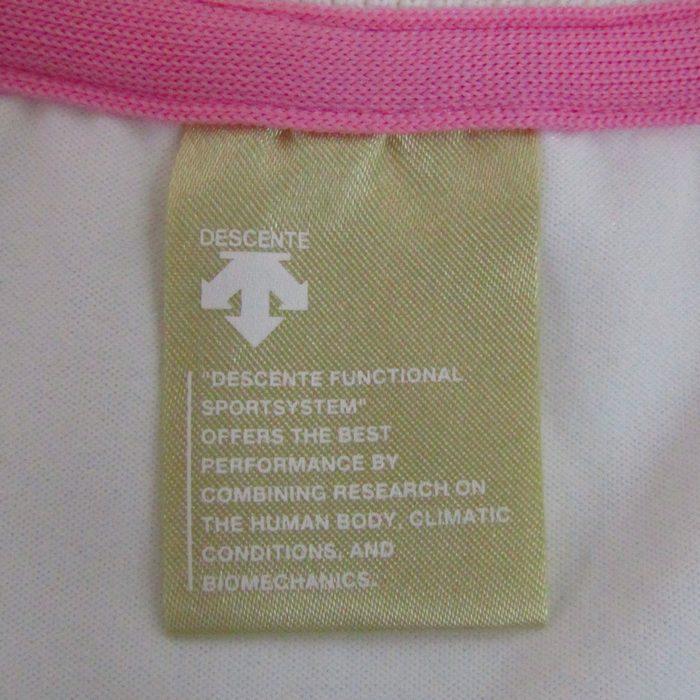 DESCENTE
"DESCENTE FUNCTIONAL
SPORTSYSTEM"
OFFERS THE BEST
PERFORMANCE BY
COMBINING RESEARCH ON
THE HUMAN BODY, CLIMATIC
CONDITIONS, AND
BIOMECHANICS.